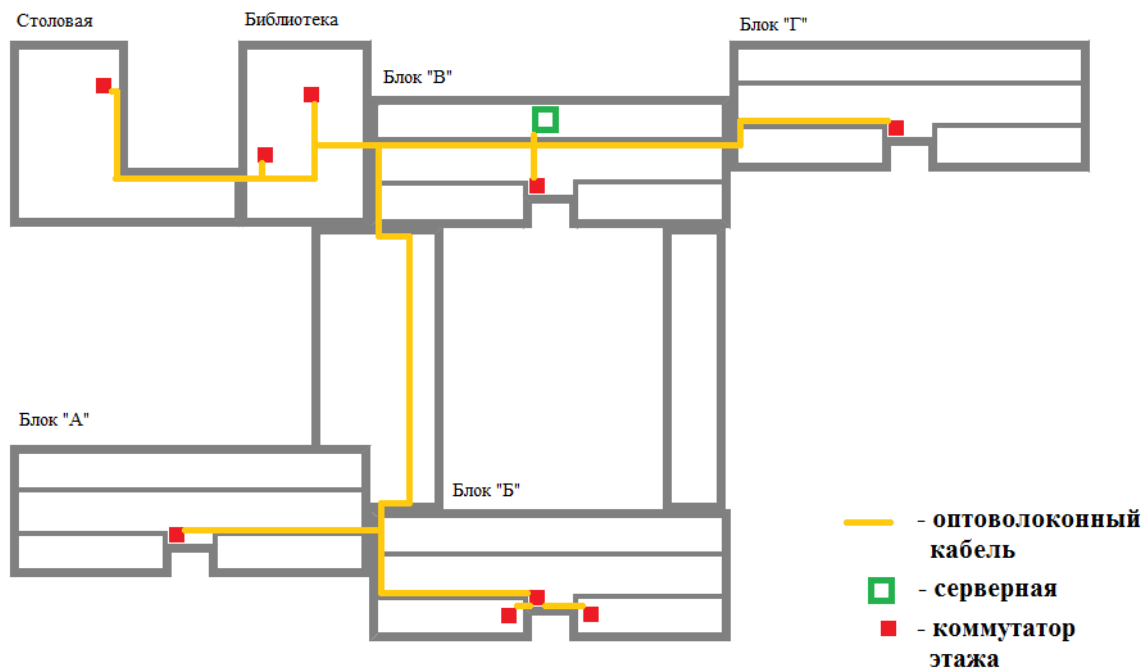 Столовая
Библиотека
Блок "Г"
Блок "В"
Блок "А"
Блок "Б"
- оптоволоконный
кабель
- серверная
- коммутатор
этажа